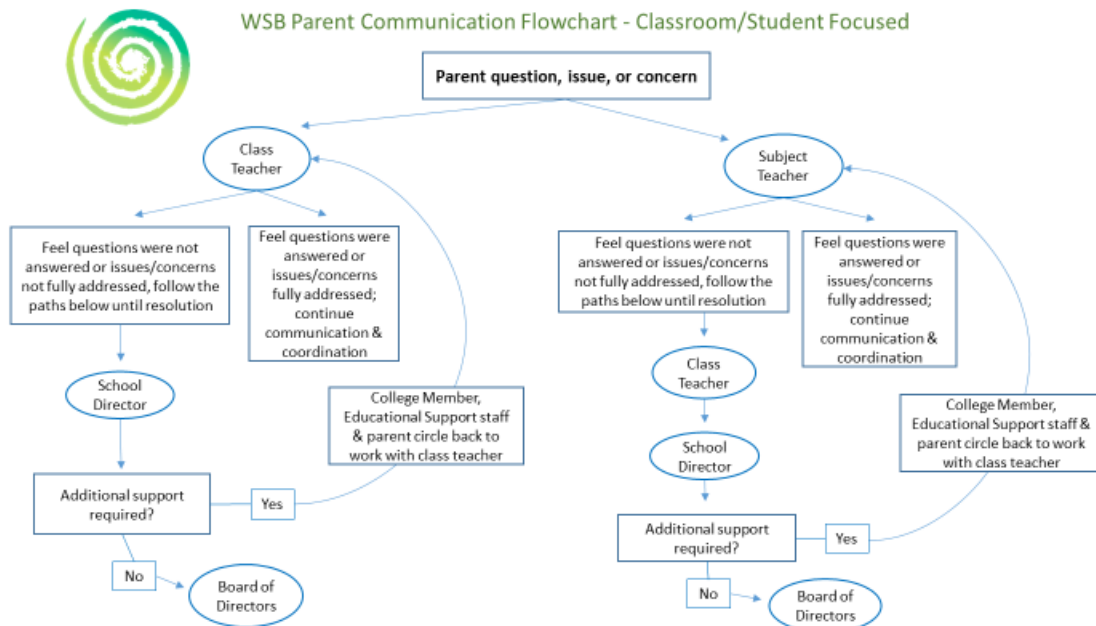 WSB Parent Communication Flowchart - Classroom/Student Focused
Parent question, issue, or concern
Class
Teacher
Feel questions were not
answered or issues/concerns
not fully addressed, follow the
paths below until resolution
Feel questions were
answered or
issues/concerns
fully addressed;
continue
communication &
coordination
School
Director
College Member,
Educational Support staff
& parent circle back to
work with class teacher
Additional support
required?
Yes
No
Board of
Directors
Subject
Teacher
Feel questions were not
answered or issues/concerns
not fully addressed, follow the
paths below until resolution
Feel questions were
answered or
issues/concerns
fully addressed;
continue
communication &
coordination
Class
Teacher
School
Director
College Member,
Educational Support staff &
parent circle back to work
with class teacher
Additional support
required?
Yes
No
Board of
Directors